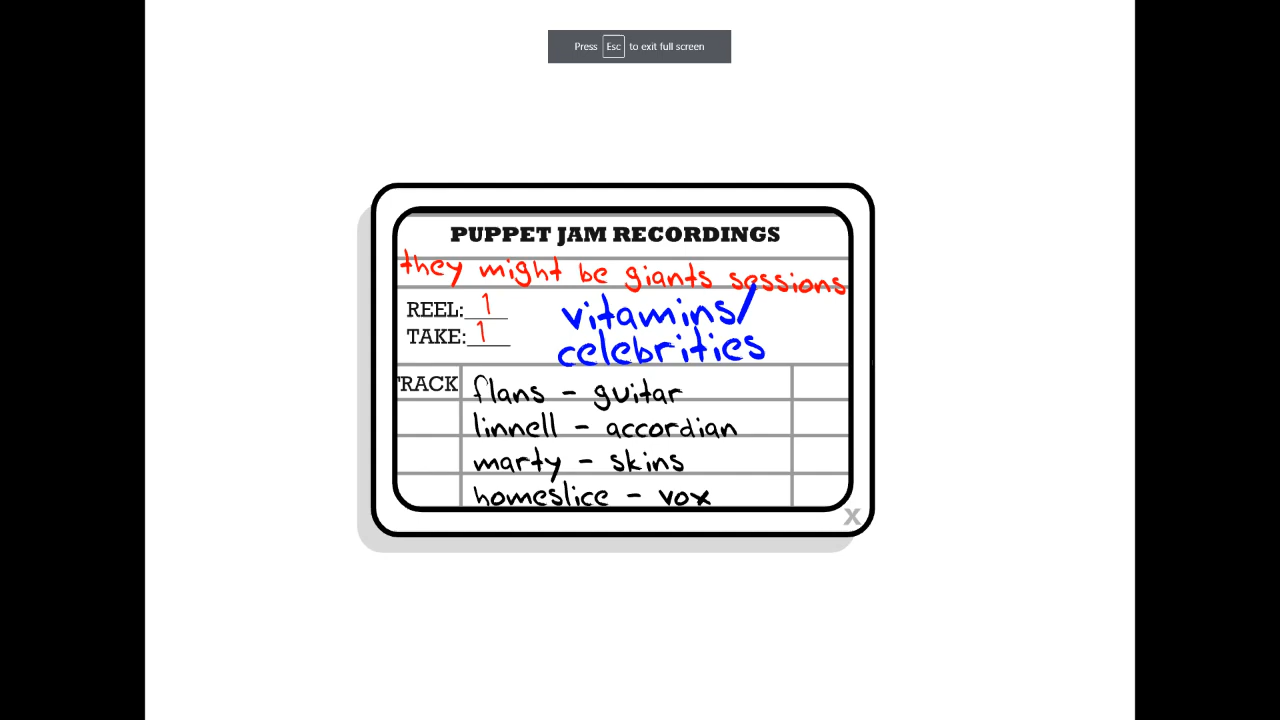 Press Esc to exit full screen
PUPPET JAM RECORDINGS
they might be giants sessions
REEL: 1
TAKE: 1
vitamins/
celebrities
TRACK
flans - guitar
linnell - accordian
marty - skins
homeslice - vox
x